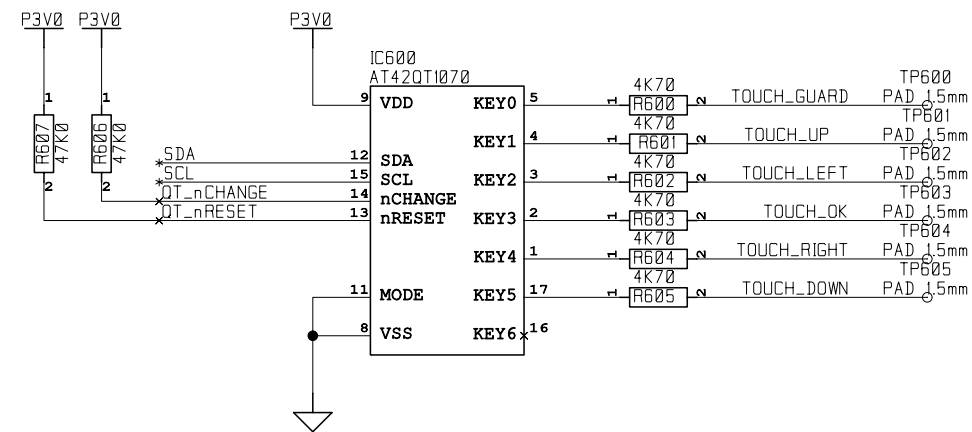 P3V0 P3V0 P3V0
IC600
AT42QT1070
1 R607 47K0 2
1 R606 47K0 2
SDA
SCL
QT_nCHANGE
QT_nRESET
9 VDD
12 SDA
15 SCL
14 nCHANGE
13 nRESET
11 MODE
8 VSS
KEY0 5
KEY1 4
KEY2 3
KEY3 2
KEY4 1
KEY5 17
KEY6 16
4K70 TP600
1 R600 2 TOUCH_GUARD PAD 1.5mm
4K70 TP601
1 R601 2 TOUCH_UP PAD 1.5mm
4K70 TP602
1 R602 2 TOUCH_LEFT PAD 1.5mm
4K70 TP603
1 R603 2 TOUCH_OK PAD 1.5mm
4K70 TP604
1 R604 2 TOUCH_RIGHT PAD 1.5mm
4K70 TP605
1 R605 2 TOUCH_DOWN PAD 1.5mm